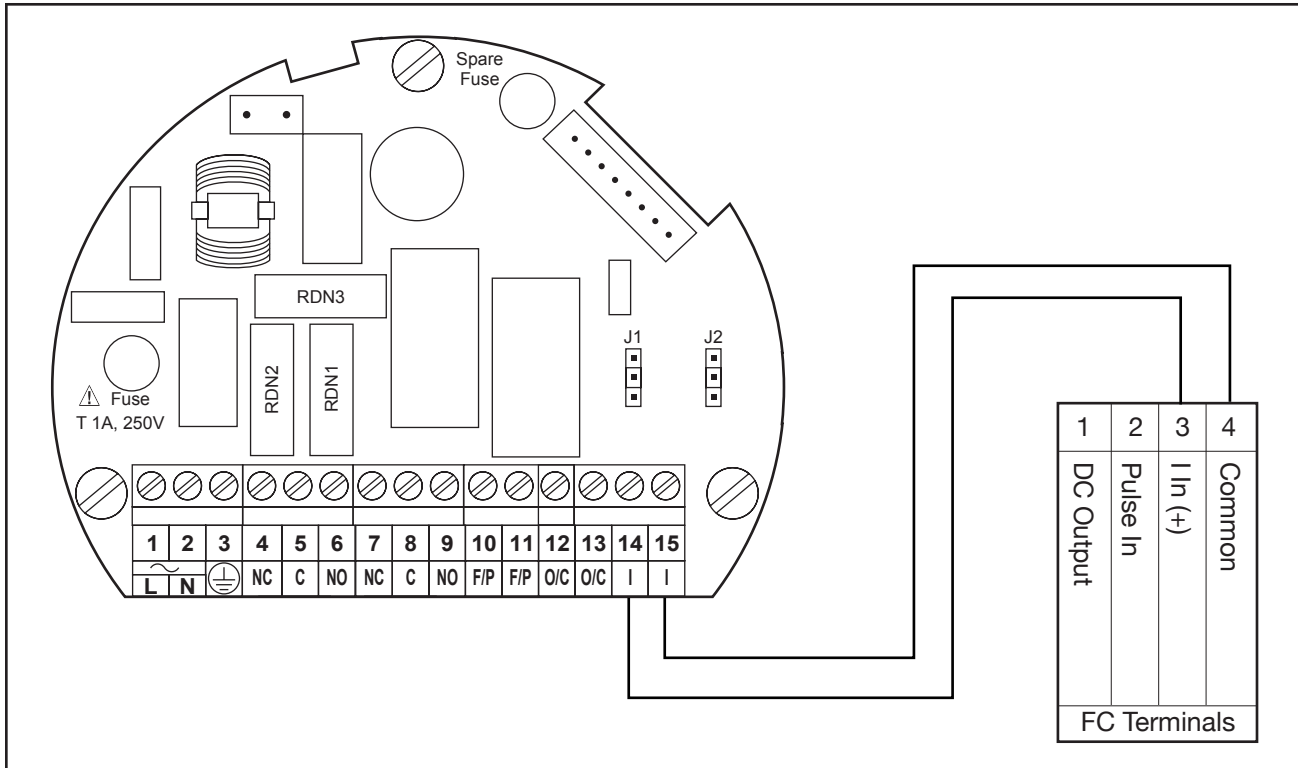 Spare
Fuse
RDN3
J1
J2
RDN2
RDN1
⚠ Fuse
T 1A, 250V
1 2 3 4 5 6 7 8 9 10 11 12 13 14 15
L N NC C NO NC C NO F/P F/P O/C O/C I I
1 2 3 4
DC Output
Pulse In
I In (+)
Common
FC Terminals